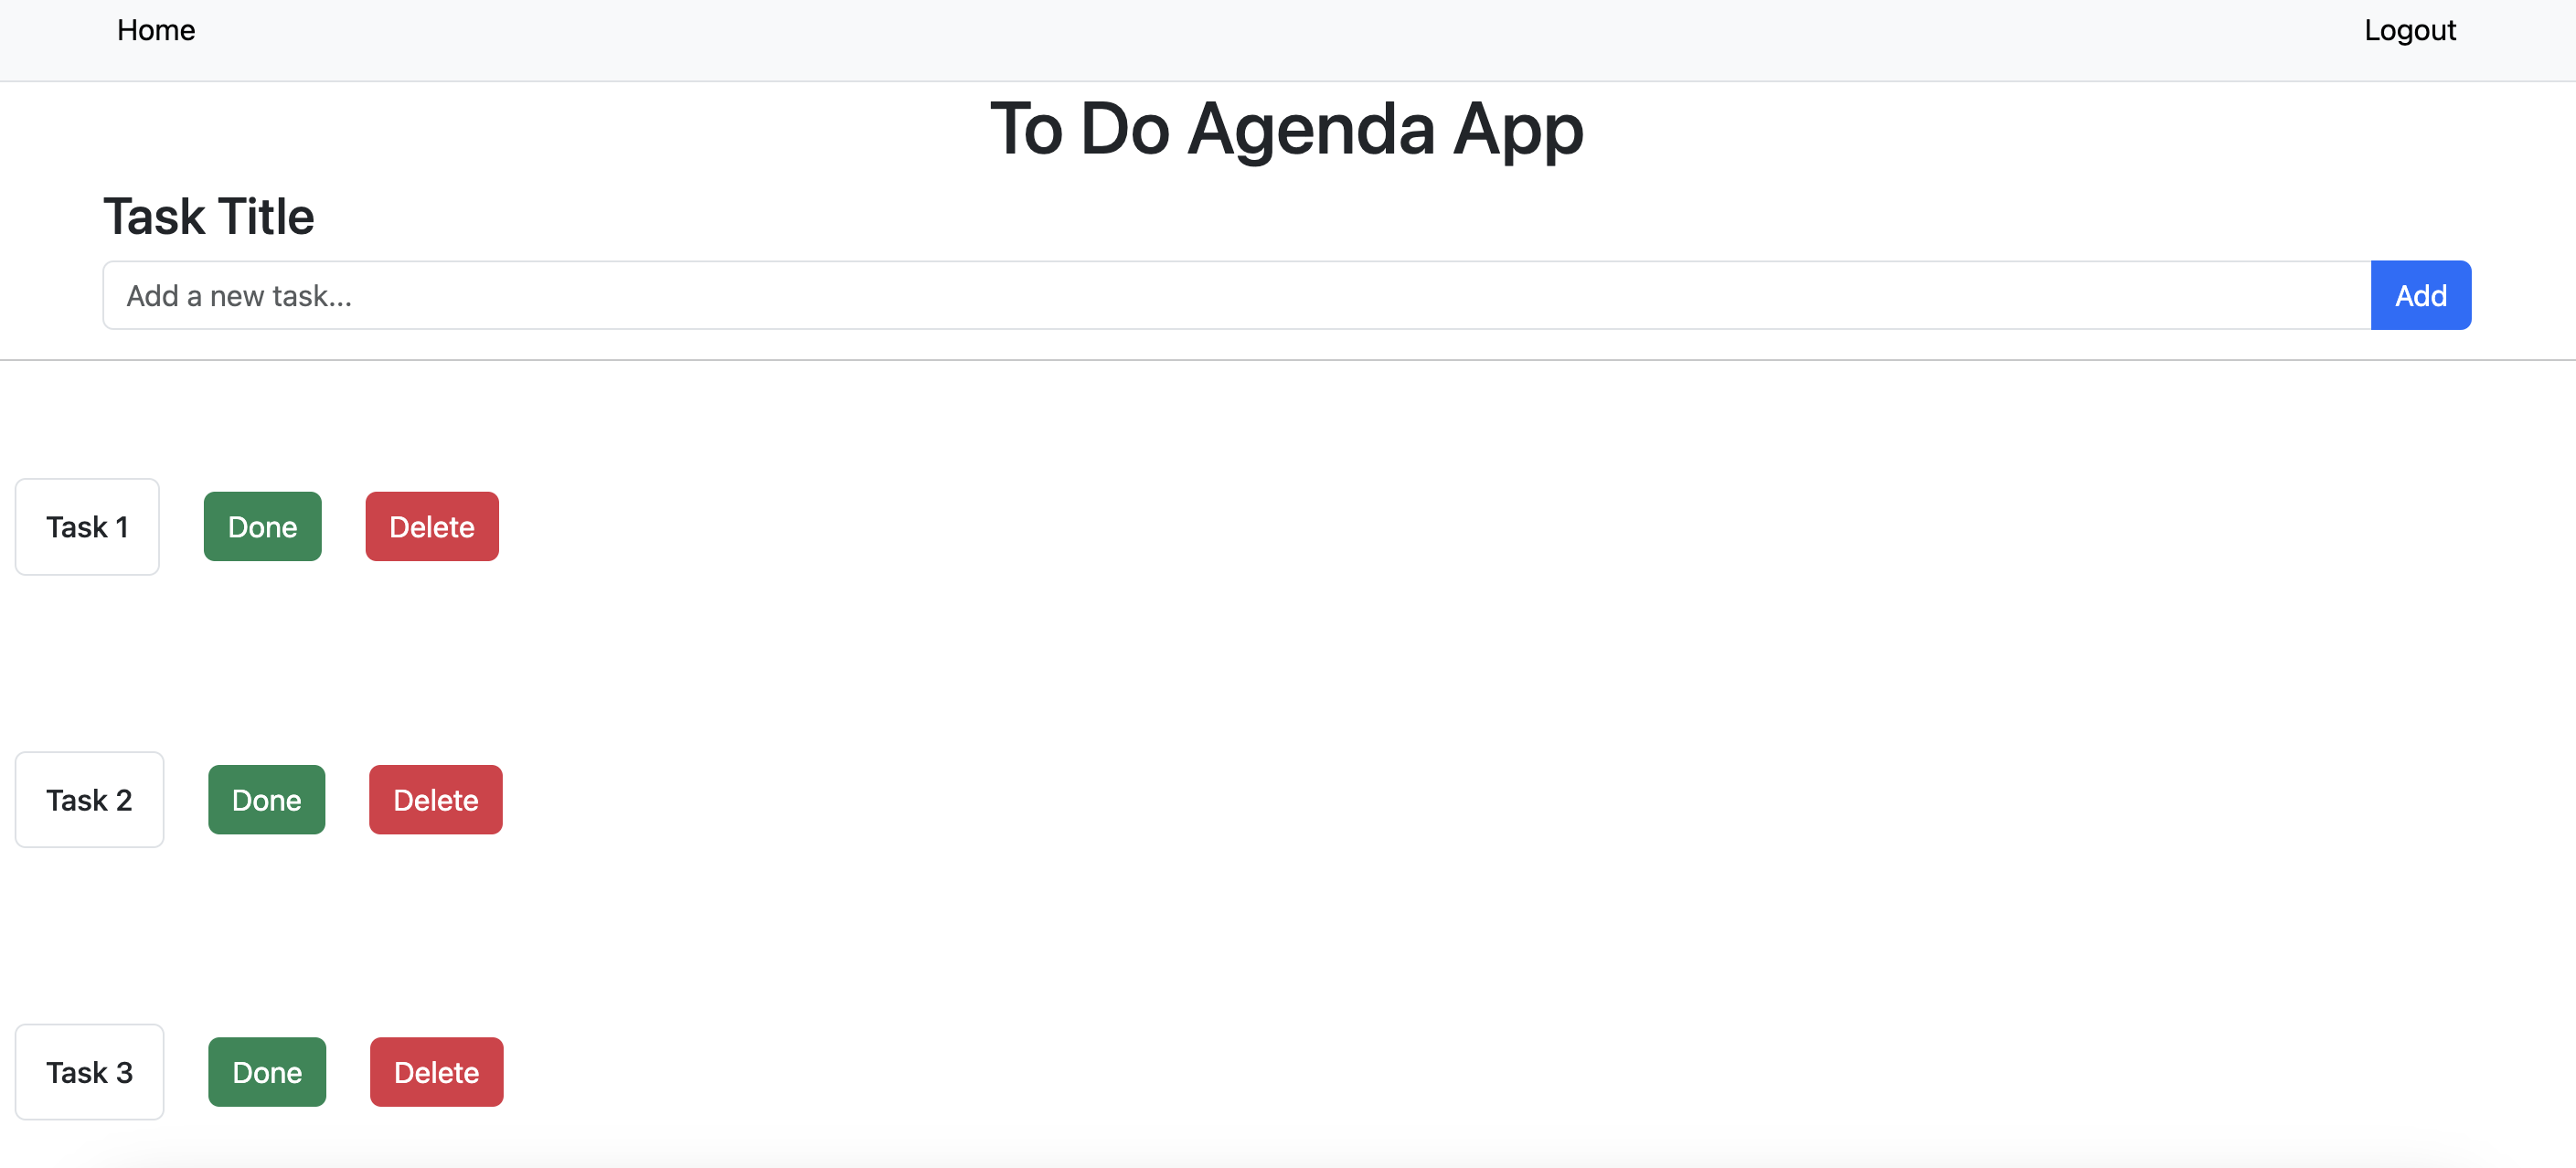 Home Logout
To Do Agenda App
Task Title
Add a new task... Add
Task 1 Done Delete
Task 2 Done Delete
Task 3 Done Delete